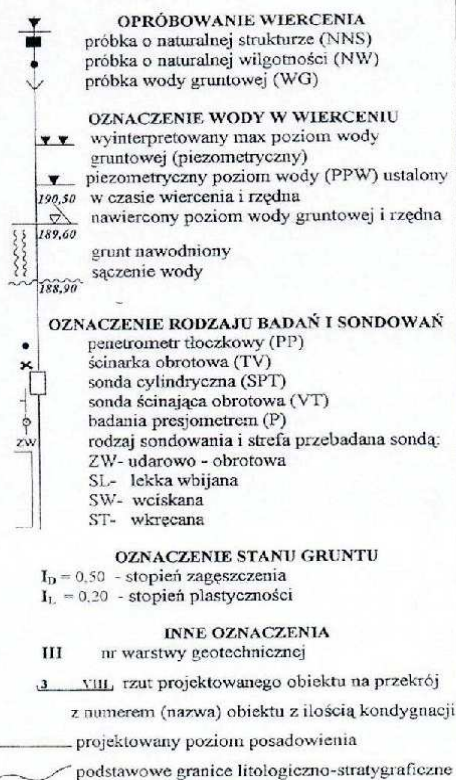 OPRÓBOWANIE WIERCENIA
próbka o naturalnej strukturze (NNS)
próbka o naturalnej wilgotności (NW)
próbka wody gruntowej (WG)
OZNACZENIE WODY W WIERCENIU
wyinterpretowany max poziom wody
gruntowej (piezometryczny)
piezometryczny poziom wody (PPW) ustalony
190,50 w czasie wiercenia i rzędna
nawiercony poziom wody gruntowej i rzędna
189,60
grunt nawodniony
sączenie wody
188,90
OZNACZENIE RODZAJU BADAŃ I SONDOWAŃ
penetrometr tłoczkowy (PP)
ścinarka obrotowa (TV)
sonda cylindryczna (SPT)
sonda ścinająca obrotowa (VT)
badania presjometrem (P)
ZW rodzaj sondowania i strefa przebadana sondą:
ZW- udarowo - obrotowa
SL- lekka wbijana
SW- wciskana
ST- wkręcana
OZNACZENIE STANU GRUNTU
I_D = 0,50 - stopień zagęszczenia
I_L = 0,20 - stopień plastyczności
INNE OZNACZENIA
III nr warstwy geotechnicznej
3 VIII rzut projektowanego obiektu na przekrój
z numerem (nazwa) obiektu z ilością kondygnacji
projektowany poziom posadowienia
podstawowe granice litologiczno-stratygraficzne